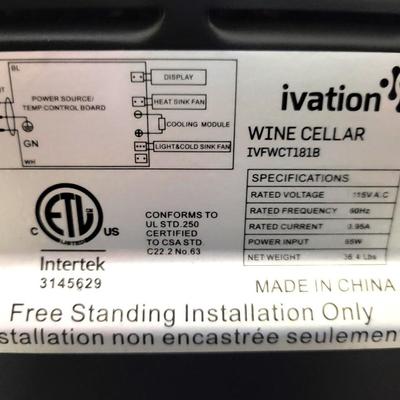 BL
POWER SOURCE/
TEMP.CONTROL BOARD
GN
WH
DISPLAY
HEAT SINK FAN
COOLING MODULE
LIGHT&COLD SINK FAN
ivation
WINE CELLAR
IVFWCT181B
SPECIFICATIONS
RATED VOLTAGE 115V A.C
RATED FREQUENCY 60Hz
RATED CURRENT 0.95A
POWER INPUT
NET WEIGHT 36.4 Lbs
C ETL US
LISTED
Intertek
3145629
CONFORMS TO
UL STD.250
CERTIFIED
TO CSA STD
C22.2 No.63
MADE IN CHINA
Free Standing Installation Only
stallation non encastrée seulement